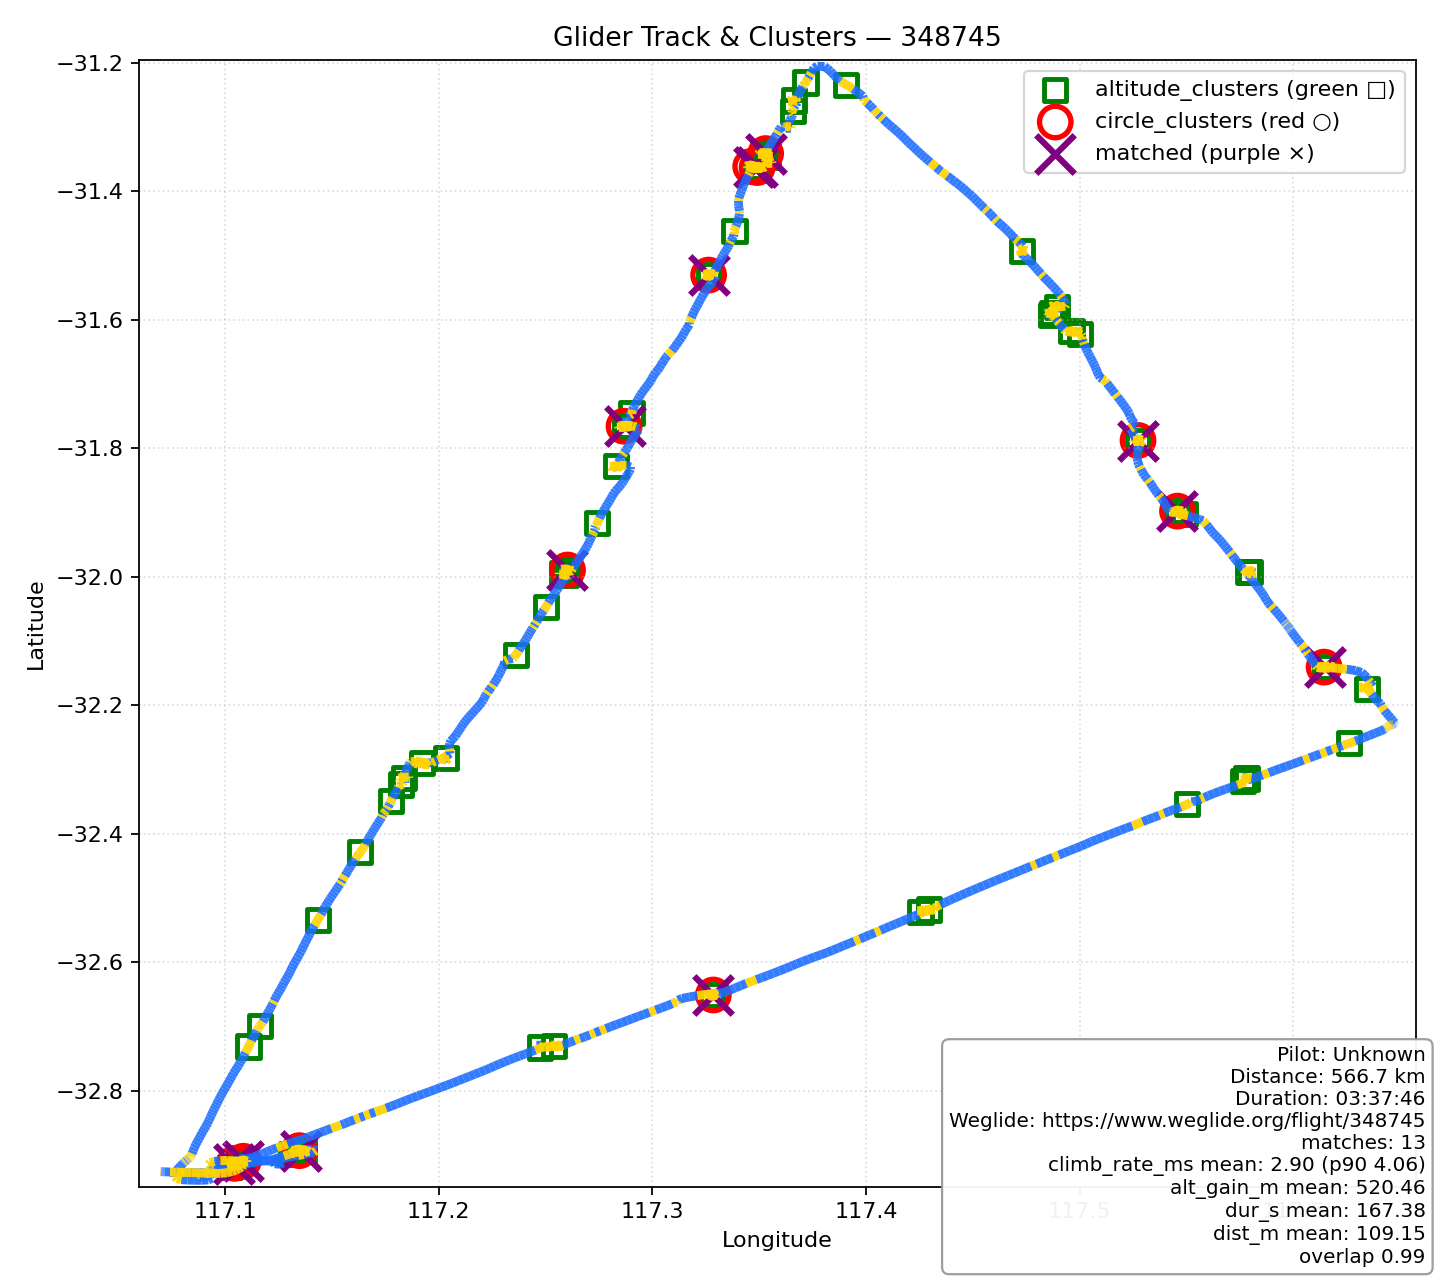 Glider Track & Clusters — 348745
altitude_clusters (green □)
circle_clusters (red ○)
matched (purple ×)
Latitude
−31.2
−31.4
−31.6
−31.8
−32.0
−32.2
−32.4
−32.6
−32.8
117.1
117.2
117.3
117.4
117.5
Longitude
Pilot: Unknown
Distance: 566.7 km
Duration: 03:37:46
Weglide: https://www.weglide.org/flight/348745
matches: 13
climb_rate_ms mean: 2.90 (p90 4.06)
alt_gain_m mean: 520.46
dur_s mean: 167.38
dist_m mean: 109.15
overlap 0.99